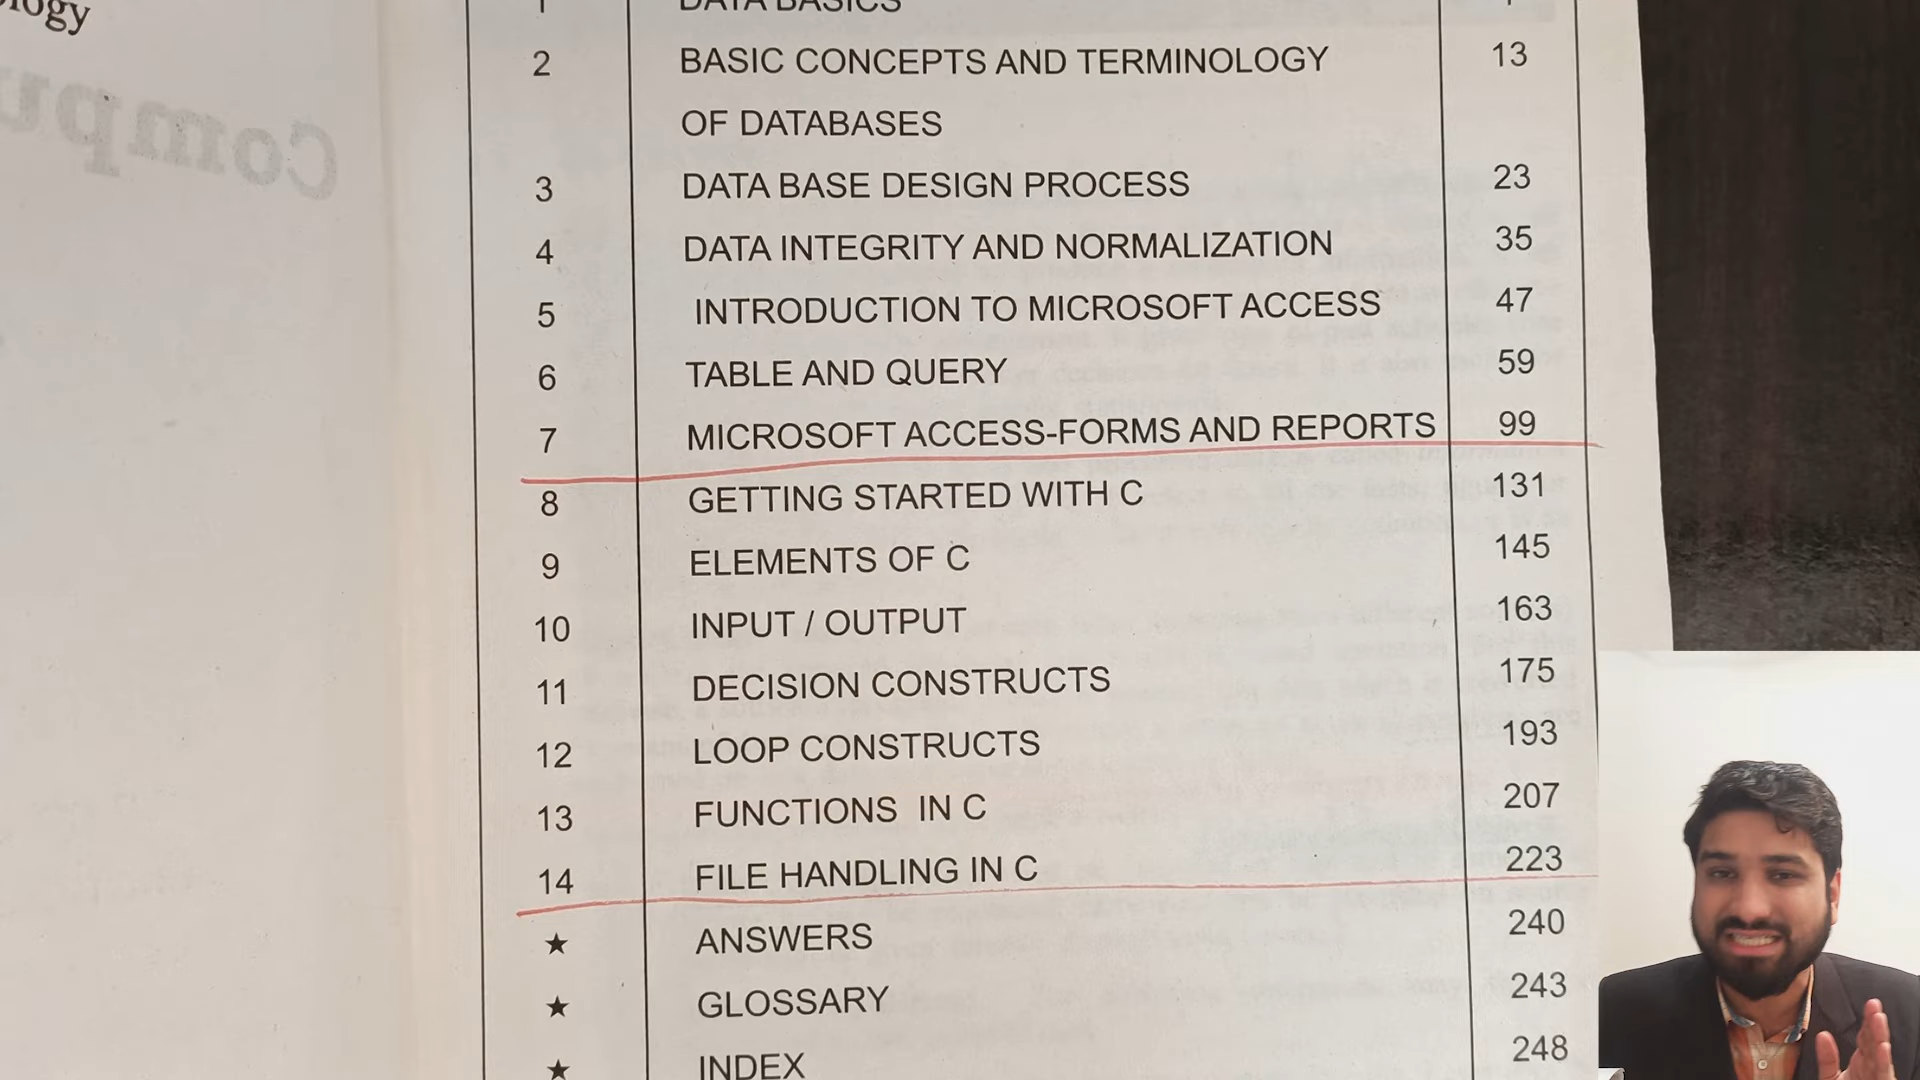 1 DATA BASICS
2 BASIC CONCEPTS AND TERMINOLOGY 13
OF DATABASES
3 DATA BASE DESIGN PROCESS 23
4 DATA INTEGRITY AND NORMALIZATION 35
5 INTRODUCTION TO MICROSOFT ACCESS 47
6 TABLE AND QUERY 59
7 MICROSOFT ACCESS-FORMS AND REPORTS 99
8 GETTING STARTED WITH C 131
9 ELEMENTS OF C 145
10 INPUT / OUTPUT 163
11 DECISION CONSTRUCTS 175
12 LOOP CONSTRUCTS 193
13 FUNCTIONS IN C 207
14 FILE HANDLING IN C 223
★ ANSWERS 240
★ GLOSSARY 243
★ INDEX 248